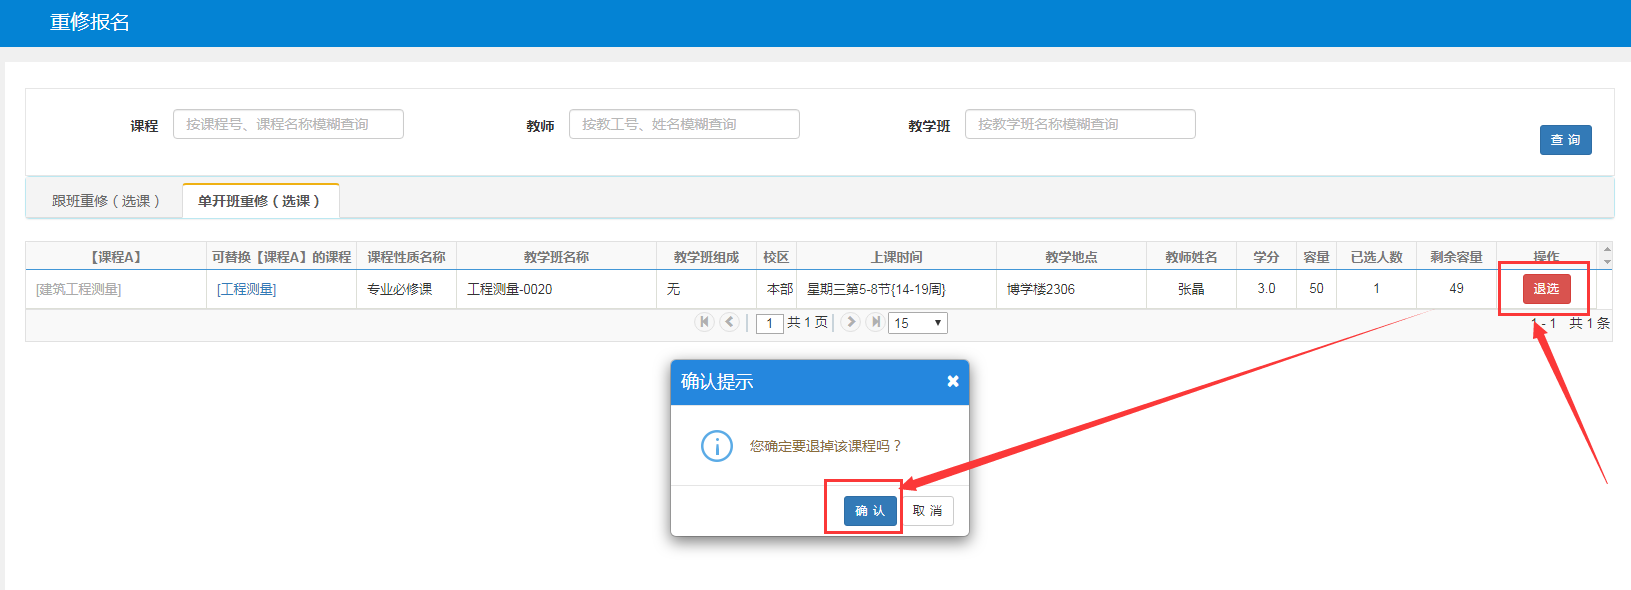 重修报名
课程 按课程号、课程名称模糊查询 教师 按教工号、姓名模糊查询 教学班 按教学班名称模糊查询
查 询
跟班重修（选课） 单开班重修（选课）
【课程A】 可替换【课程A】的课程 课程性质名称 教学班名称 教学班组成 校区 上课时间 教学地点 教师姓名 学分 容量 已选人数 剩余容量 操作
[建筑工程测量] [工程测量] 专业必修课 工程测量-0020 无 本部 星期三第5-8节{14-19周} 博学楼2306 张晶 3.0 50 1 49 退选
1 共 1 页 15 1 - 1 共 1 条
确认提示
您确定要退掉该课程吗？
确 认 取 消